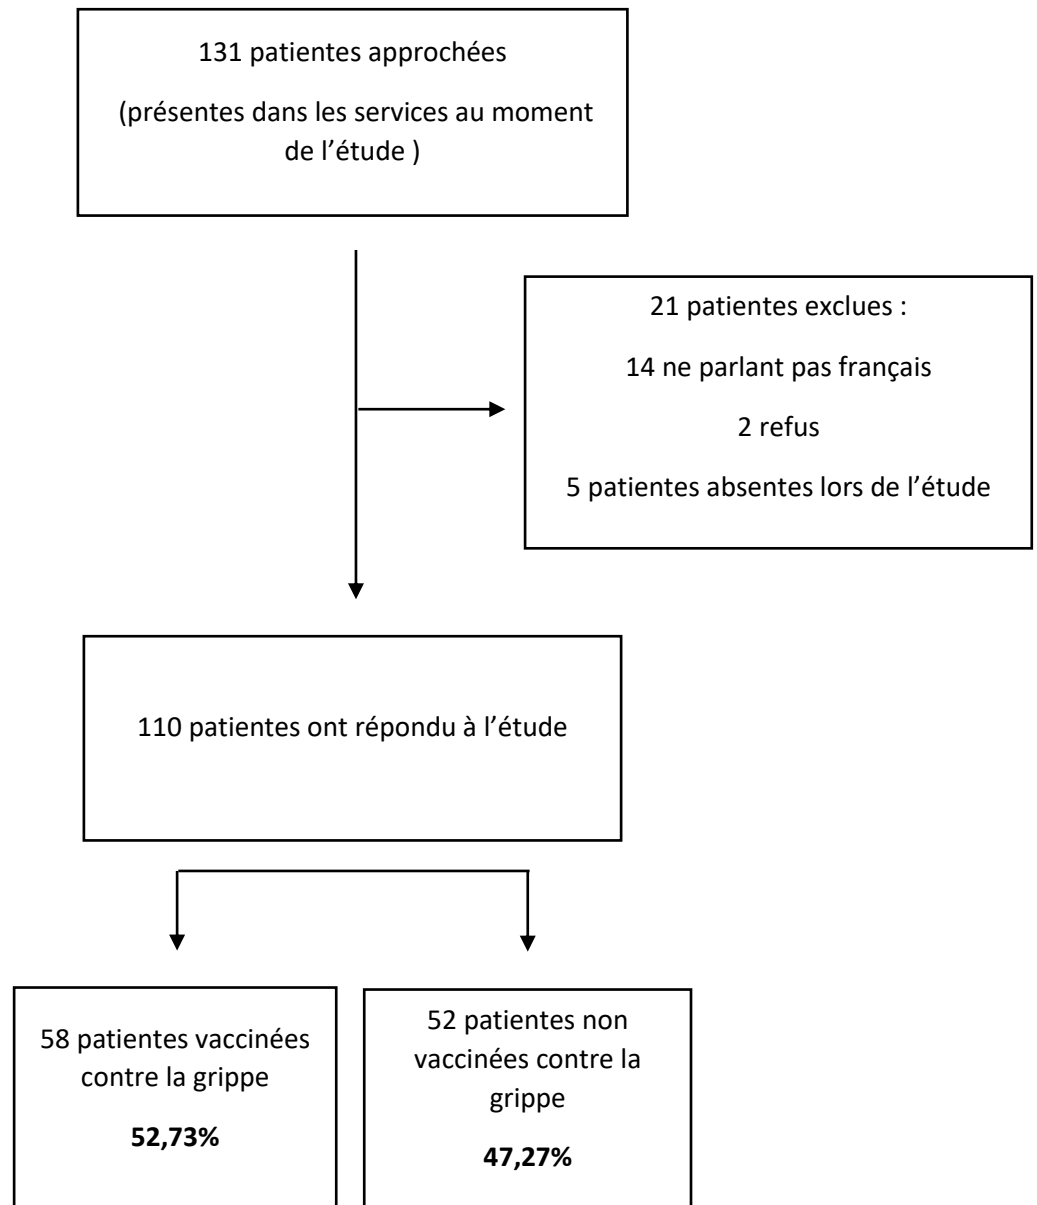 131 patientes approchées
(présentes dans les services au moment
de l’étude )
21 patientes exclues :
14 ne parlant pas français
2 refus
5 patientes absentes lors de l’étude
110 patientes ont répondu à l’étude
58 patientes vaccinées
contre la grippe
52,73%
52 patientes non
vaccinées contre la
grippe
47,27%